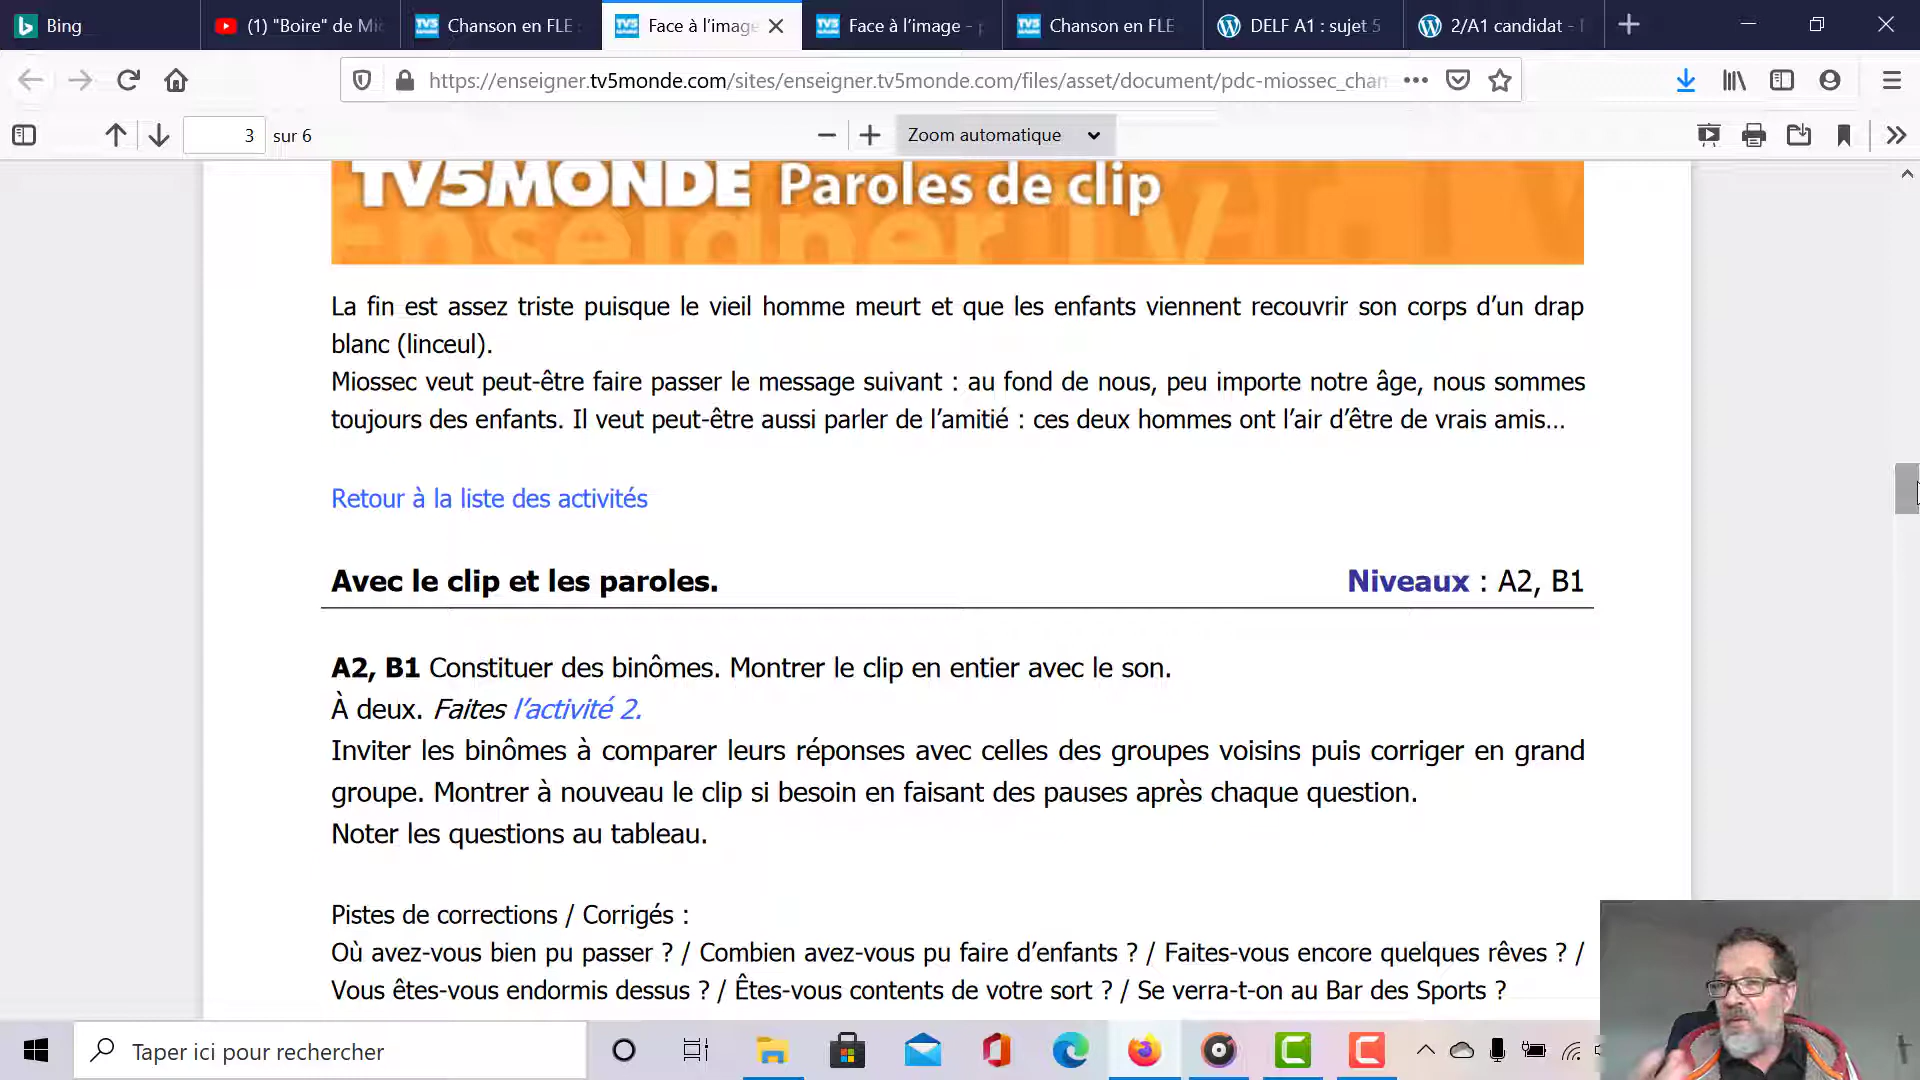 Bing
(1) "Boire" de Mio
Chanson en FLE :
Face à l'image
Face à l'image - p
Chanson en FLE
DELF A1 : sujet 5
2/A1 candidat -
https://enseigner.tv5monde.com/sites/enseigner.tv5monde.com/files/asset/document/pdc-miossec_chan
3 sur 6
Zoom automatique
TV5MONDE Paroles de clip
La fin est assez triste puisque le vieil homme meurt et que les enfants viennent recouvrir son corps d’un drap
blanc (linceul).
Miossec veut peut-être faire passer le message suivant : au fond de nous, peu importe notre âge, nous sommes
toujours des enfants. Il veut peut-être aussi parler de l’amitié : ces deux hommes ont l’air d’être de vrais amis…
Retour à la liste des activités
Avec le clip et les paroles. Niveaux : A2, B1
A2, B1 Constituer des binômes. Montrer le clip en entier avec le son.
À deux. Faites l’activité 2.
Inviter les binômes à comparer leurs réponses avec celles des groupes voisins puis corriger en grand
groupe. Montrer à nouveau le clip si besoin en faisant des pauses après chaque question.
Noter les questions au tableau.
Pistes de corrections / Corrigés :
Où avez-vous bien pu passer ? / Combien avez-vous pu faire d’enfants ? / Faites-vous encore quelques rêves ? /
Vous êtes-vous endormis dessus ? / Êtes-vous contents de votre sort ? / Se verra-t-on au Bar des Sports ?
Taper ici pour rechercher